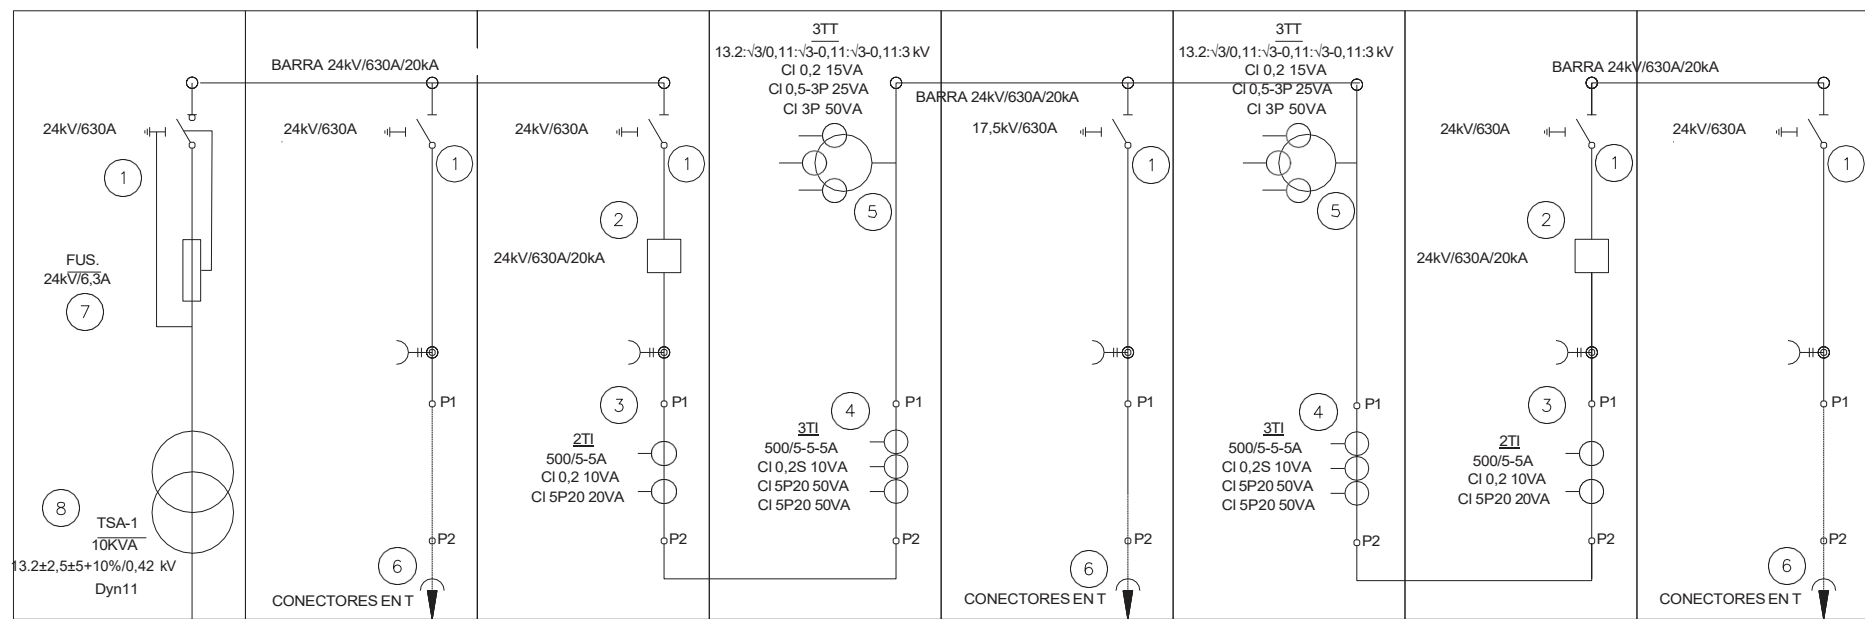 24kV/630A
1
FUS.
24kV/6,3A
7
8
TSA-1
10KVA
13.2±2,5±5+10%/0,42 kV
Dyn11
BARRA 24kV/630A/20kA
24kV/630A
1
P1
P2
6
CONECTORES EN T
24kV/630A
1
2
24kV/630A/20kA
3
P1
2TI
500/5-5A
Cl 0,2 10VA
Cl 5P20 20VA
P2
3TT
13.2:√3/0,11:√3-0,11:√3-0,11:3 kV
Cl 0,2 15VA
Cl 0,5-3P 25VA
Cl 3P 50VA
5
4
P1
3TI
500/5-5-5A
Cl 0,2S 10VA
Cl 5P20 50VA
Cl 5P20 50VA
P2
BARRA 24kV/630A/20kA
17,5kV/630A
1
P1
P2
6
CONECTORES EN T
3TT
13.2:√3/0,11:√3-0,11:√3-0,11:3 kV
Cl 0,2 15VA
Cl 0,5-3P 25VA
Cl 3P 50VA
5
4
P1
3TI
500/5-5-5A
Cl 0,2S 10VA
Cl 5P20 50VA
Cl 5P20 50VA
P2
24kV/630A
1
2
24kV/630A/20kA
3
P1
2TI
500/5-5A
Cl 0,2 10VA
Cl 5P20 20VA
P2
BARRA 24kV/630A/20kA
24kV/630A
1
P1
P2
6
CONECTORES EN T